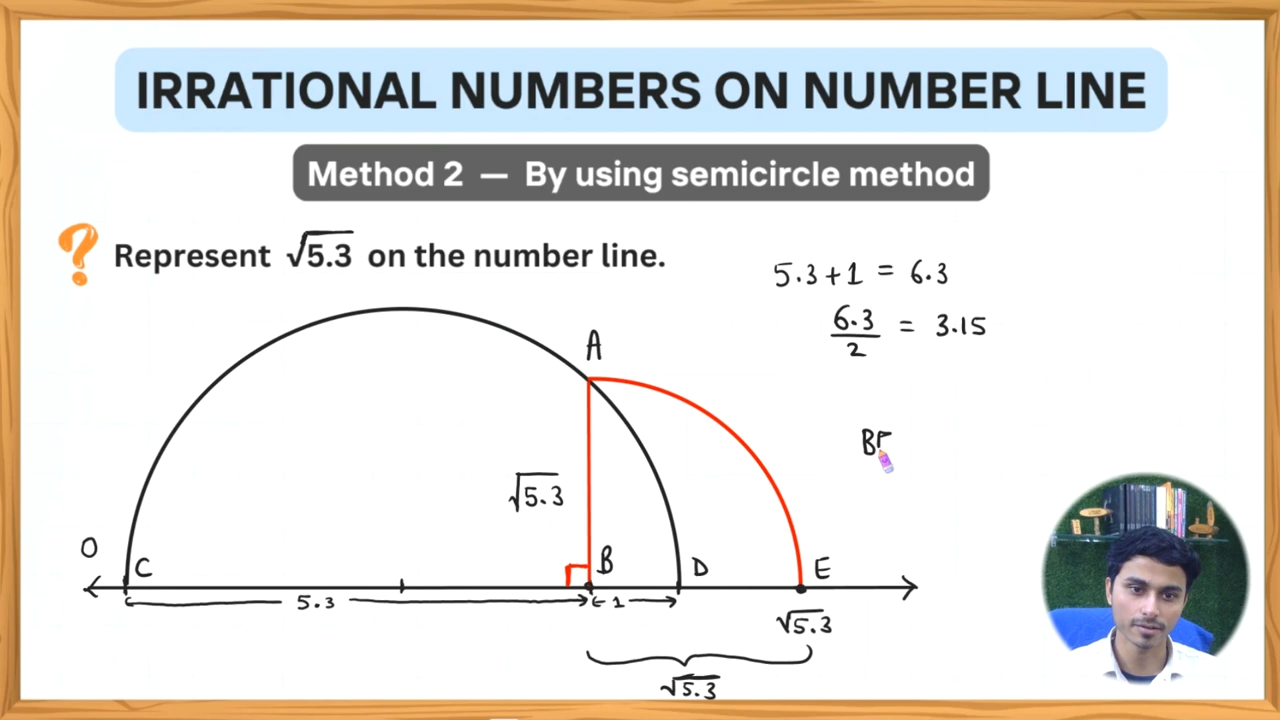 IRRATIONAL NUMBERS ON NUMBER LINE
Method 2 — By using semicircle method
? Represent √5.3 on the number line.
5.3+1 = 6.3
6.3/2 = 3.15
A
BE
√5.3
O
C
B
D
E
5.3
1
√5.3
√5.3